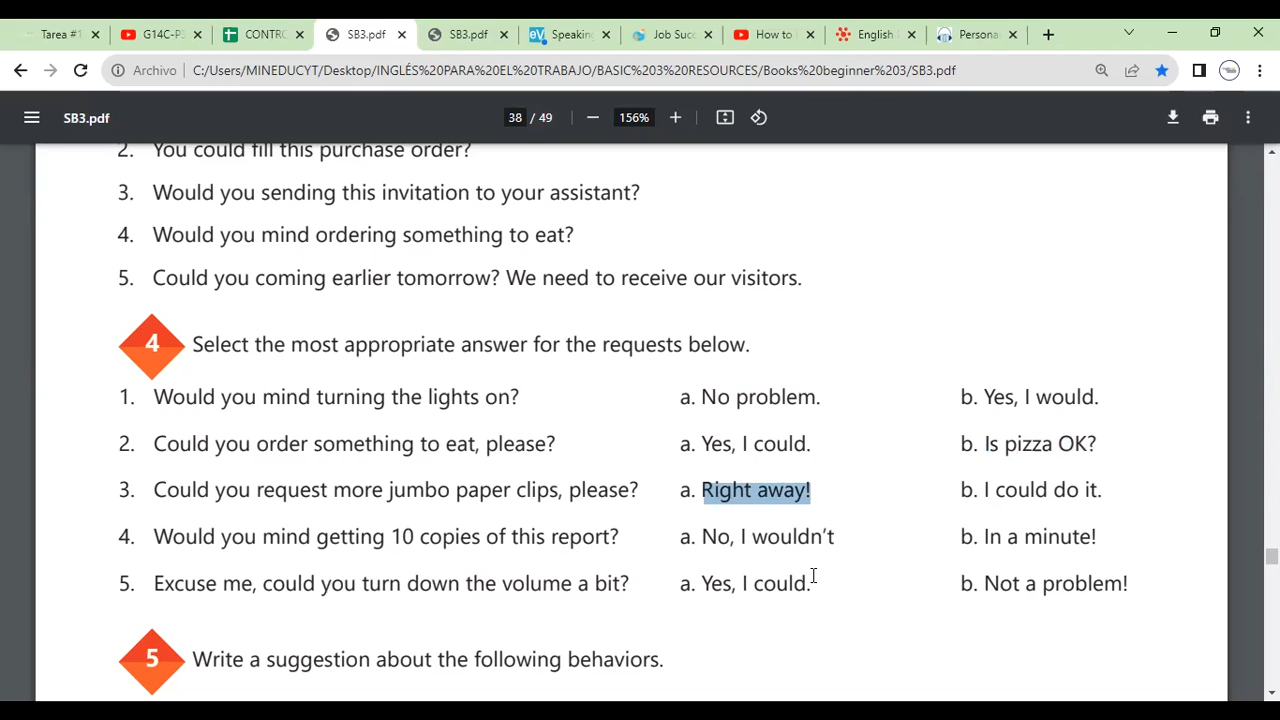 Tarea #1
G14C-P
CONTRO
SB3.pdf
SB3.pdf
Speaking
Job Succ
How to
English
Persona
Archivo C:/Users/MINEDUCYT/Desktop/INGLÉS%20PARA%20EL%20TRABAJO/BASIC%203%20RESOURCES/Books%20beginner%203/SB3.pdf
SB3.pdf 38 / 49 156%
2. You could fill this purchase order?
3. Would you sending this invitation to your assistant?
4. Would you mind ordering something to eat?
5. Could you coming earlier tomorrow? We need to receive our visitors.
4 Select the most appropriate answer for the requests below.
1. Would you mind turning the lights on? a. No problem. b. Yes, I would.
2. Could you order something to eat, please? a. Yes, I could. b. Is pizza OK?
3. Could you request more jumbo paper clips, please? a. Right away! b. I could do it.
4. Would you mind getting 10 copies of this report? a. No, I wouldn't b. In a minute!
5. Excuse me, could you turn down the volume a bit? a. Yes, I could. b. Not a problem!
5 Write a suggestion about the following behaviors.